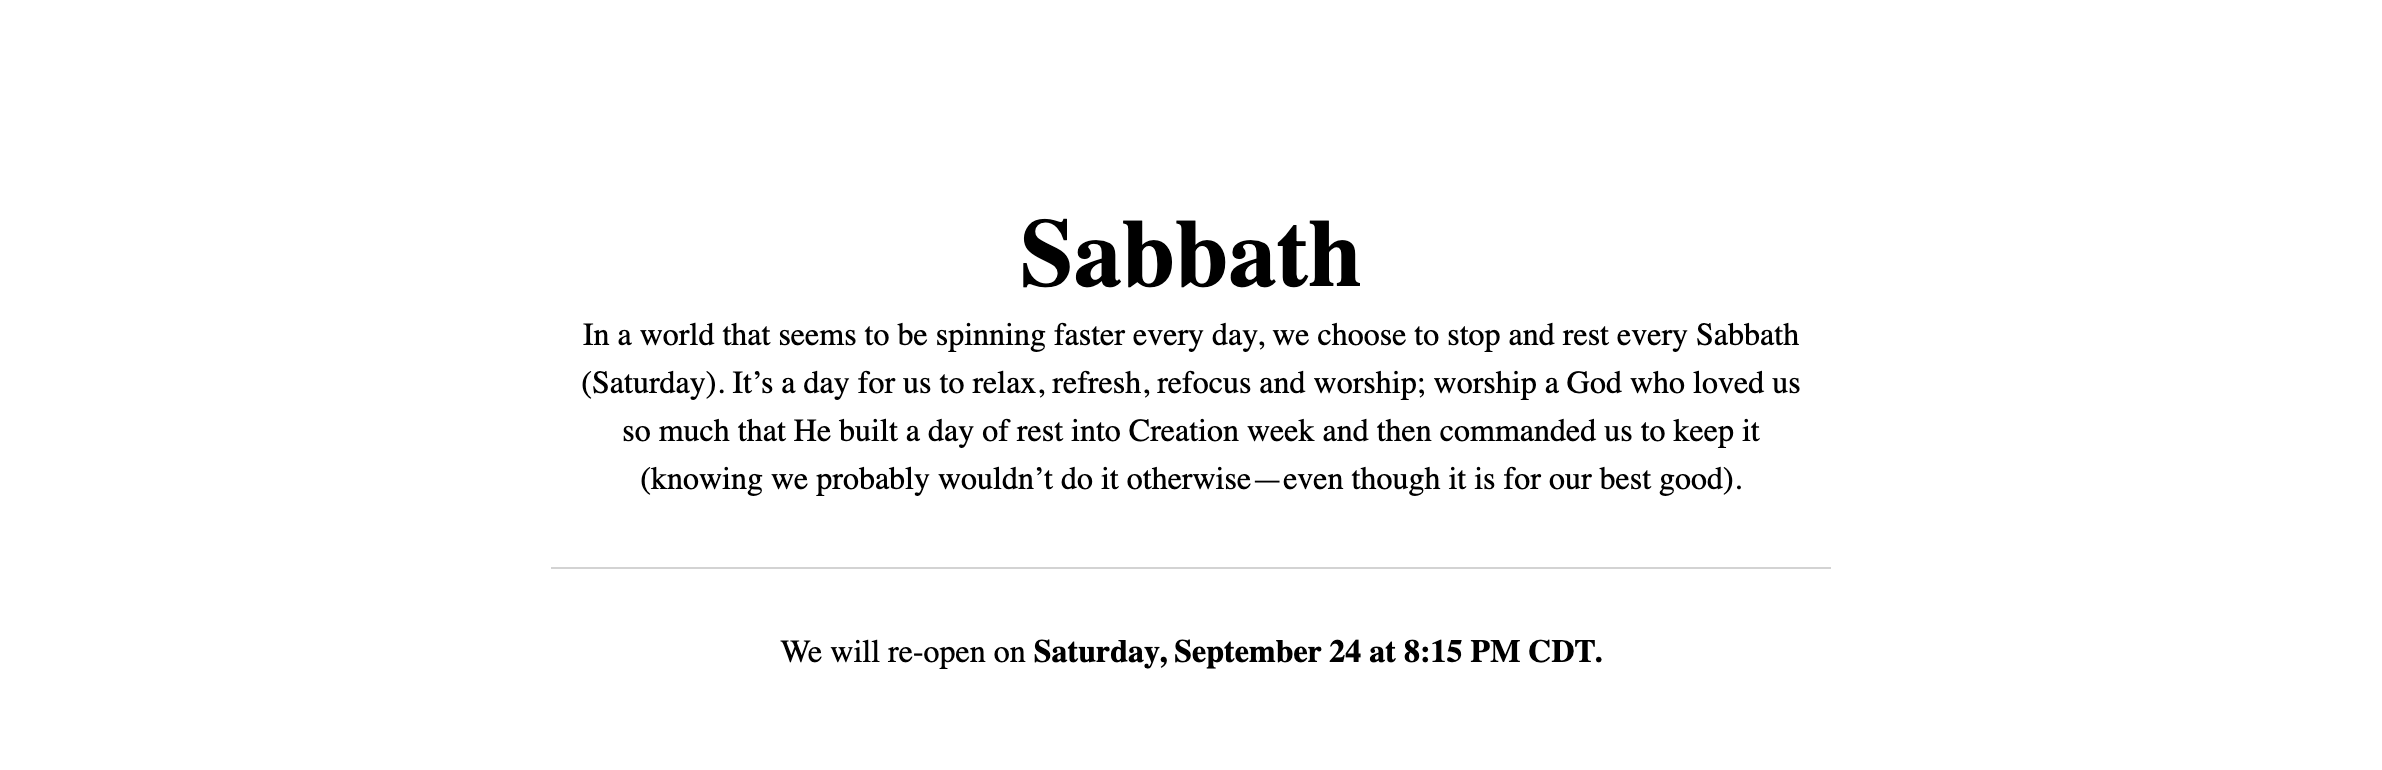 Sabbath
In a world that seems to be spinning faster every day, we choose to stop and rest every Sabbath
(Saturday). It’s a day for us to relax, refresh, refocus and worship; worship a God who loved us
so much that He built a day of rest into Creation week and then commanded us to keep it
(knowing we probably wouldn’t do it otherwise—even though it is for our best good).
We will re-open on Saturday, September 24 at 8:15 PM CDT.